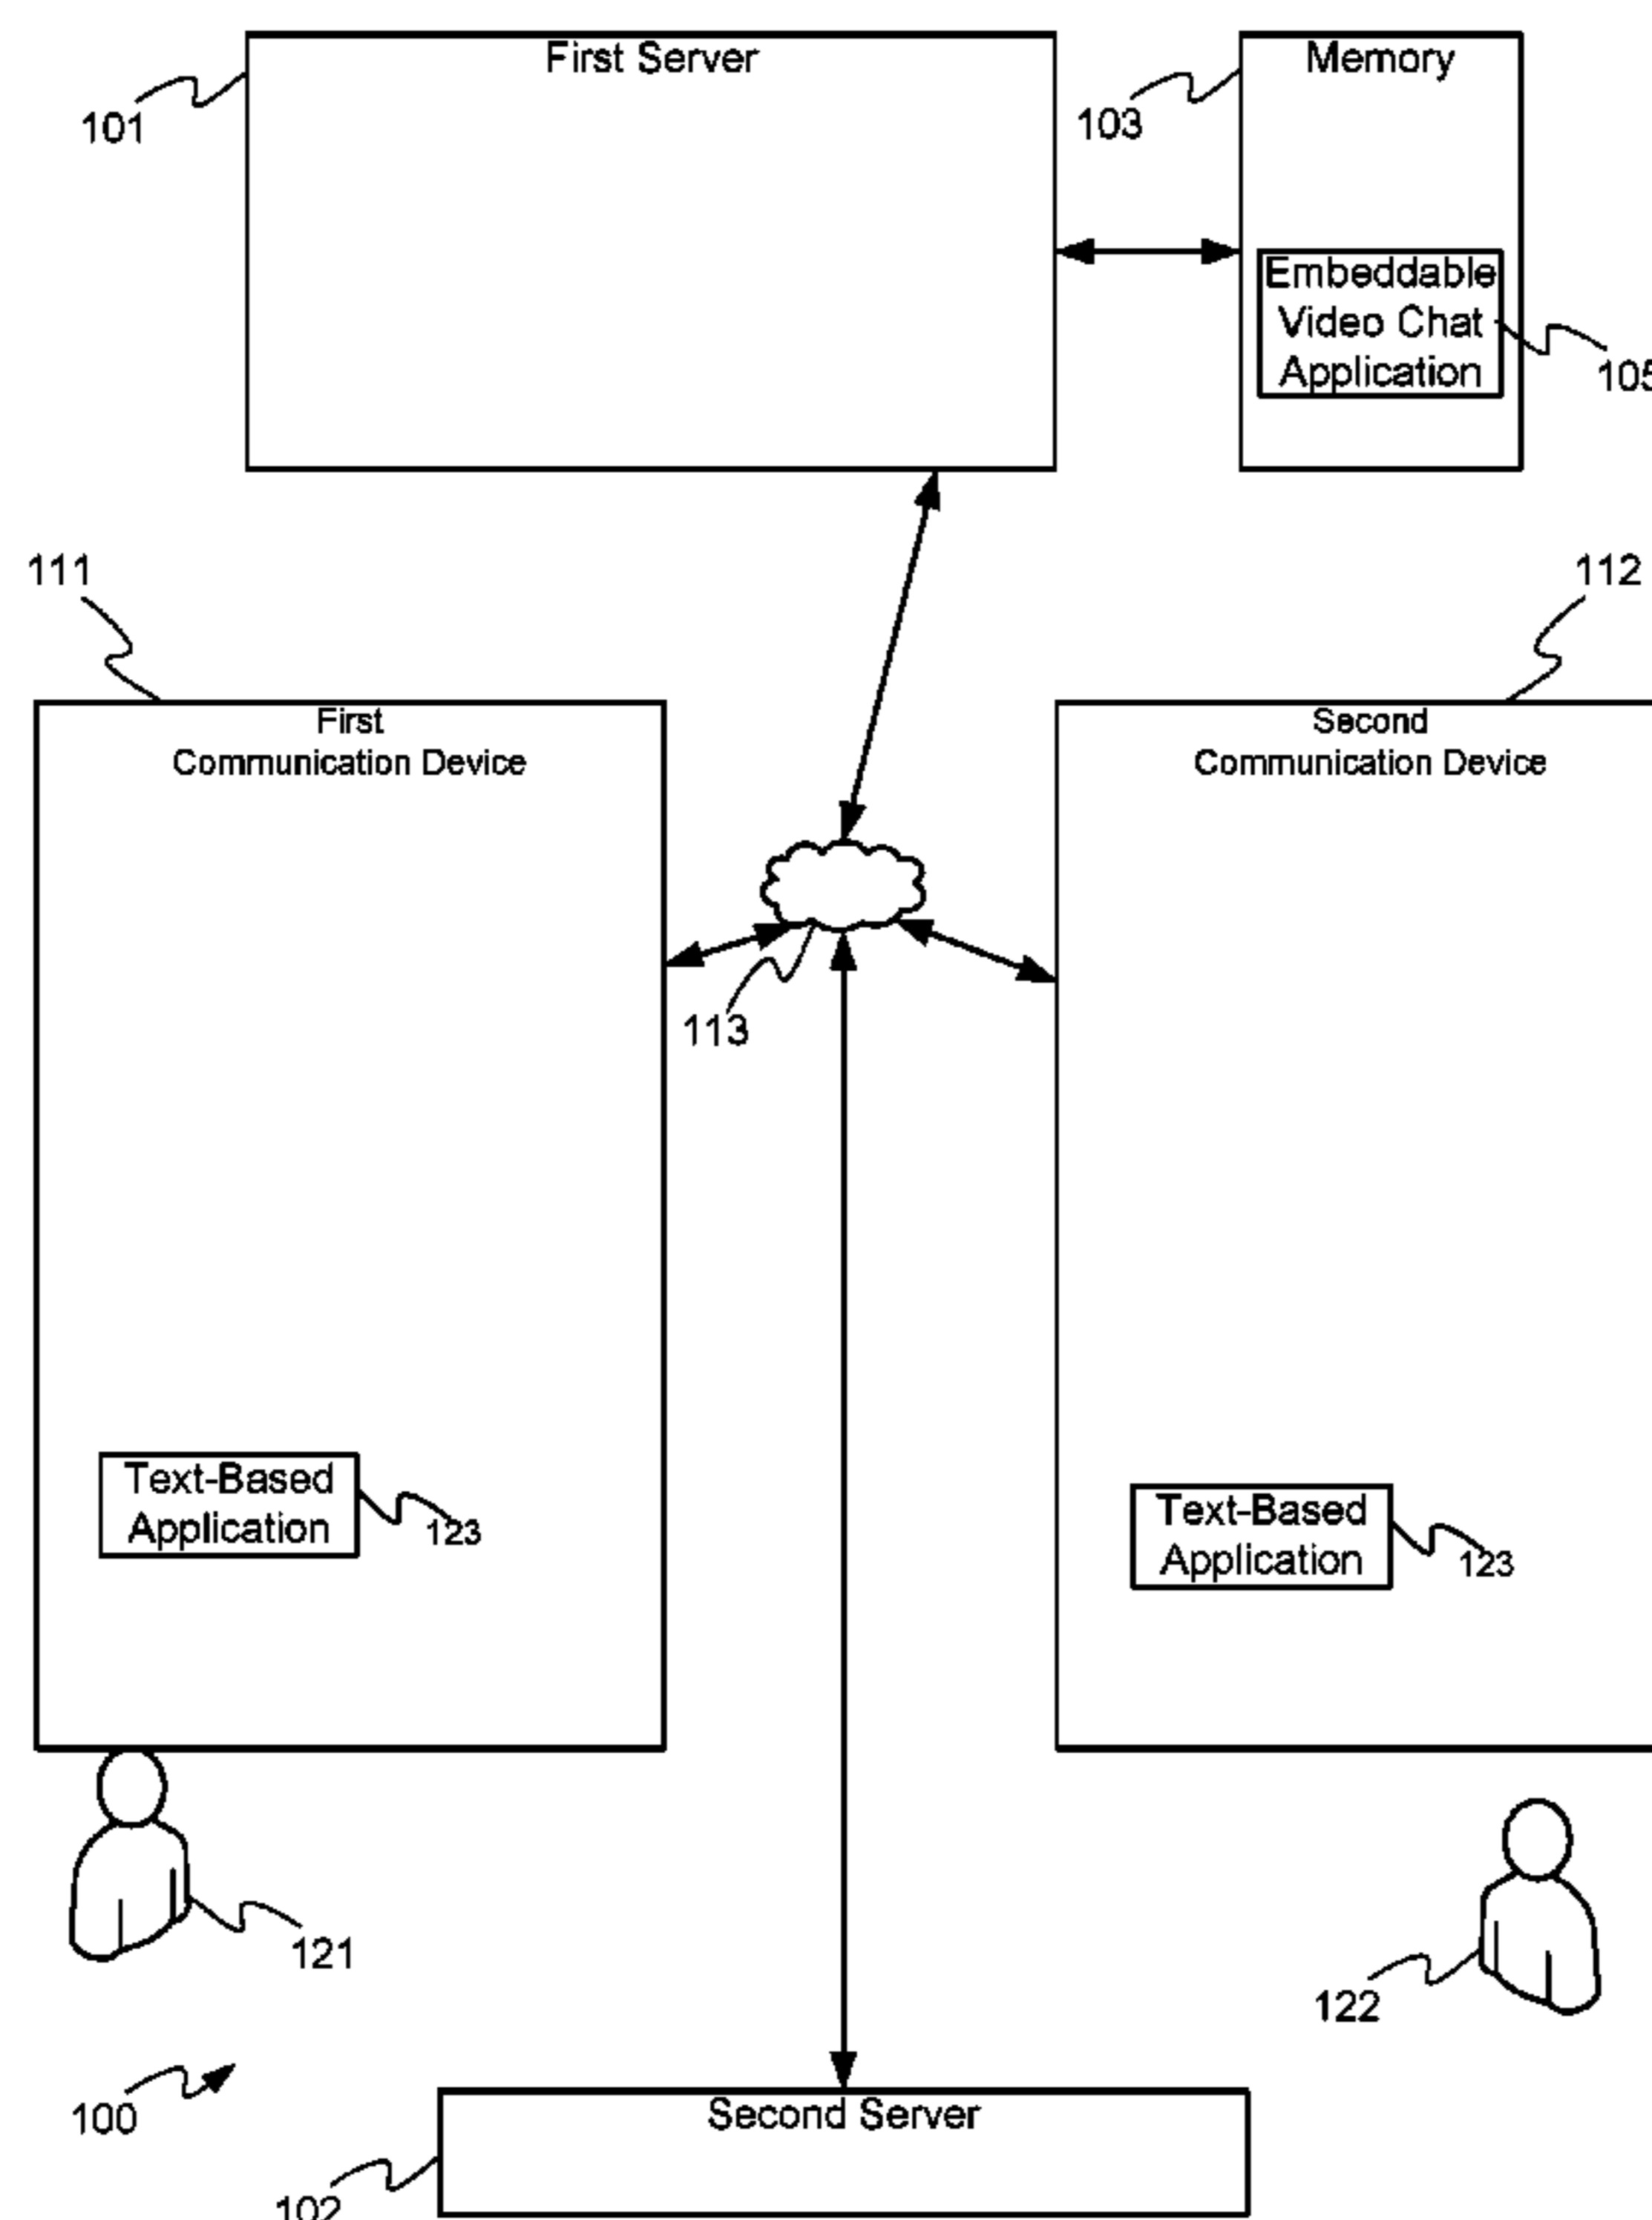 First Server
Memory
101
103
Embeddable
Video Chat
Application
105
111
112
First
Communication Device
Second
Communication Device
113
Text-Based
Application
123
Text-Based
Application
123
121
122
100
Second Server
102